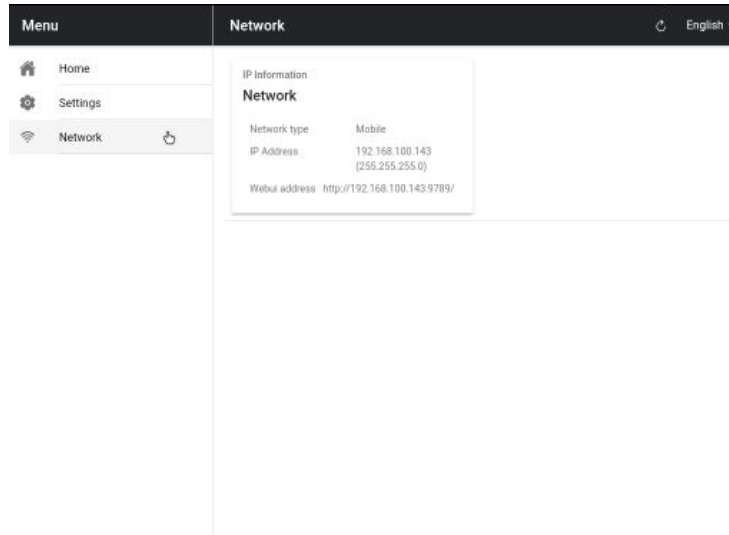 Menu
Network
English
Home
Settings
Network
IP Information
Network
Network type Mobile
IP Address 192.168.100.143
(255.255.255.0)
Webui address http://192.168.100.143:9789/